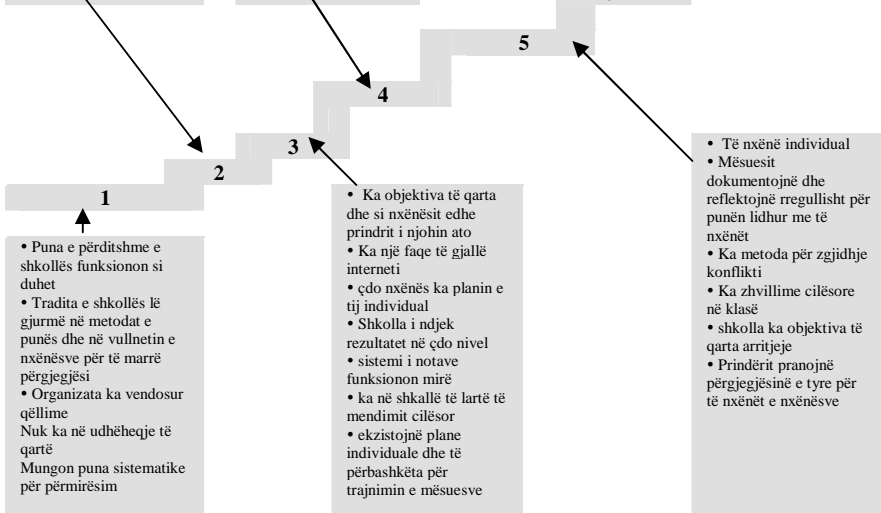 5
4
3
2
1
• Puna e përditshme e
shkollës funksionon si
duhet
• Tradita e shkollës lë
gjurmë në metodat e
punës dhe në vullnetin e
nxënësve për të marrë
përgjegjësi
• Organizata ka vendosur
qëllime
Nuk ka në udhëheqje të
qartë
Mungon puna sistematike
për përmirësim
• Ka objektiva të qarta
dhe si nxënësit edhe
prindrit i njohin ato
• Ka një faqe të gjallë
interneti
• çdo nxënës ka planin e
tij individual
• Shkolla i ndjek
rezultatet në çdo nivel
• sistemi i notave
funksionon mirë
• ka në shkallë të lartë të
mendimit cilësor
• ekzistojnë plane
individuale dhe të
përbashkëta për
trajnimin e mësuesve
• Të nxënë individual
• Mësuesit
dokumentojnë dhe
reflektojnë rregullisht për
punën lidhur me të
nxënët
• Ka metoda për zgjidhje
konflikti
• Ka zhvillime cilësore
në klasë
• shkolla ka objektiva të
qarta arritjeje
• Prindërit pranojnë
përgjegjësinë e tyre për
të nxënët e nxënësve